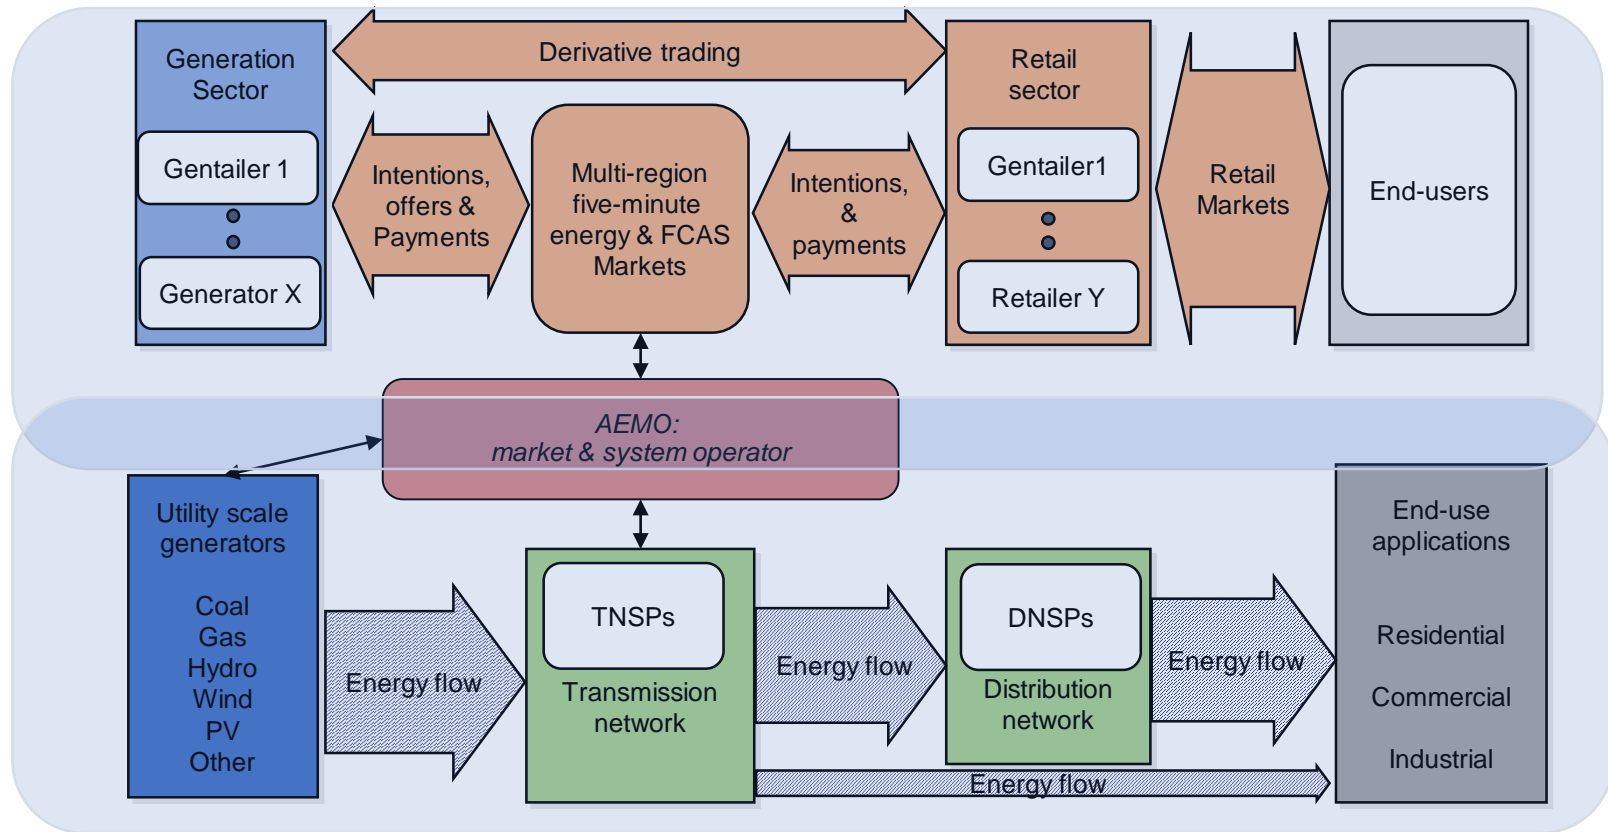 Generation
Sector
Gentailer 1
Generator X
Derivative trading
Intentions,
offers &
Payments
Multi-region
five-minute
energy & FCAS
Markets
Intentions,
&
payments
Retail
sector
Gentailer1
Retailer Y
Retail
Markets
End-users
AEMO:
market & system operator
Utility scale
generators
Coal
Gas
Hydro
Wind
PV
Other
Energy flow
TNSPs
Transmission
network
Energy flow
DNSPs
Distribution
network
Energy flow
Energy flow
End-use
applications
Residential
Commercial
Industrial